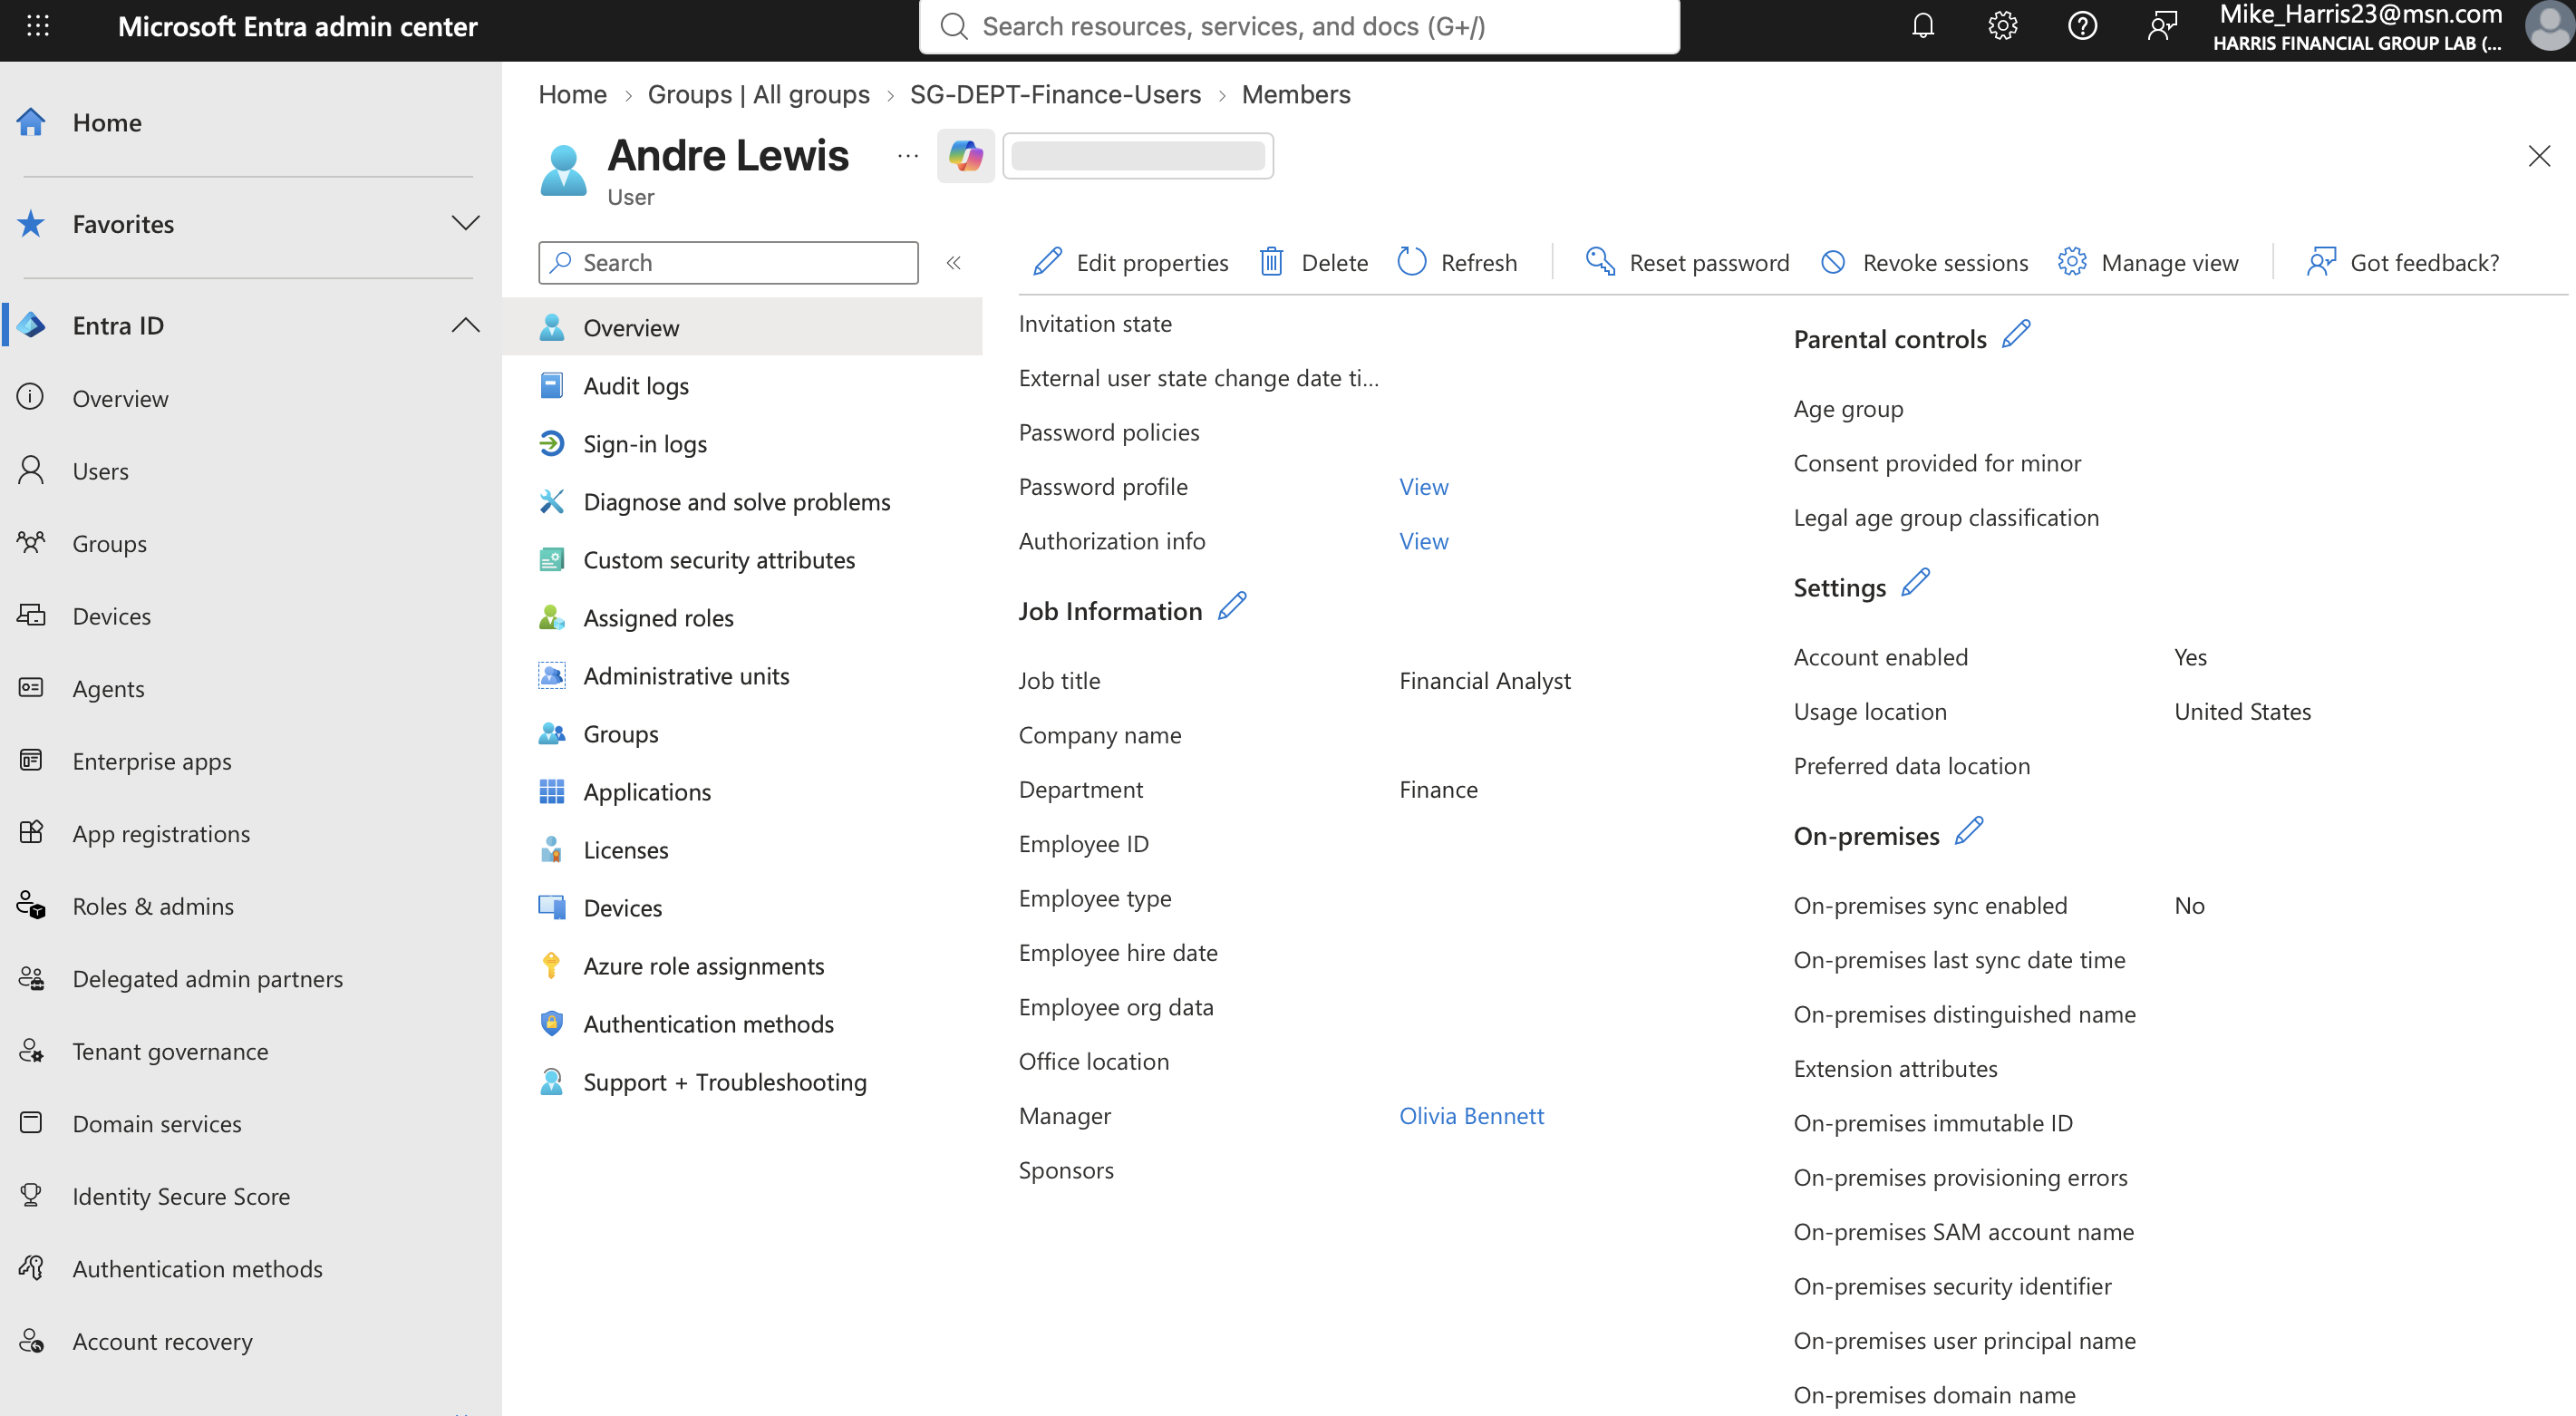 Microsoft Entra admin center
Search resources, services, and docs (G+/)
Mike_Harris23@msn.com
HARRIS FINANCIAL GROUP LAB (...
Home
Favorites
Entra ID
Overview
Users
Groups
Devices
Agents
Enterprise apps
App registrations
Roles & admins
Delegated admin partners
Tenant governance
Domain services
Identity Secure Score
Authentication methods
Account recovery
Home > Groups | All groups > SG-DEPT-Finance-Users > Members
Andre Lewis
User
Search
Overview
Audit logs
Sign-in logs
Diagnose and solve problems
Custom security attributes
Assigned roles
Administrative units
Groups
Applications
Licenses
Devices
Azure role assignments
Authentication methods
Support + Troubleshooting
Edit properties Delete Refresh Reset password Revoke sessions Manage view Got feedback?
Invitation state
External user state change date ti...
Password policies
Password profile View
Authorization info View
Job Information
Job title Financial Analyst
Company name
Department Finance
Employee ID
Employee type
Employee hire date
Employee org data
Office location
Manager Olivia Bennett
Sponsors
Parental controls
Age group
Consent provided for minor
Legal age group classification
Settings
Account enabled Yes
Usage location United States
Preferred data location
On-premises
On-premises sync enabled No
On-premises last sync date time
On-premises distinguished name
Extension attributes
On-premises immutable ID
On-premises provisioning errors
On-premises SAM account name
On-premises security identifier
On-premises user principal name
On-premises domain name